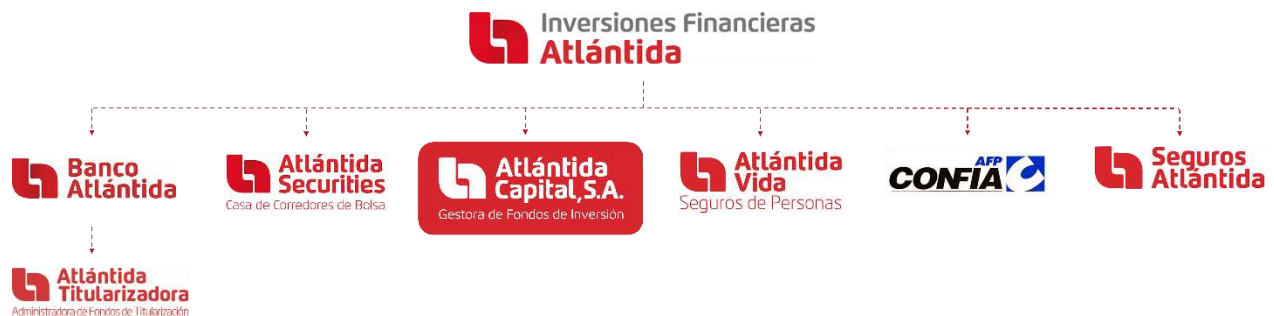 Inversiones Financieras
Atlántida
Banco
Atlántida
Atlántida
Securities
Casa de Corredores de Bolsa
Atlántida
Capital, S.A.
Gestora de Fondos de Inversión
Atlántida
Vida
Seguros de Personas
AFP
CONFÍA
Seguros
Atlántida
Atlántida
Titularizadora
Administradora de Fondos de Titularización